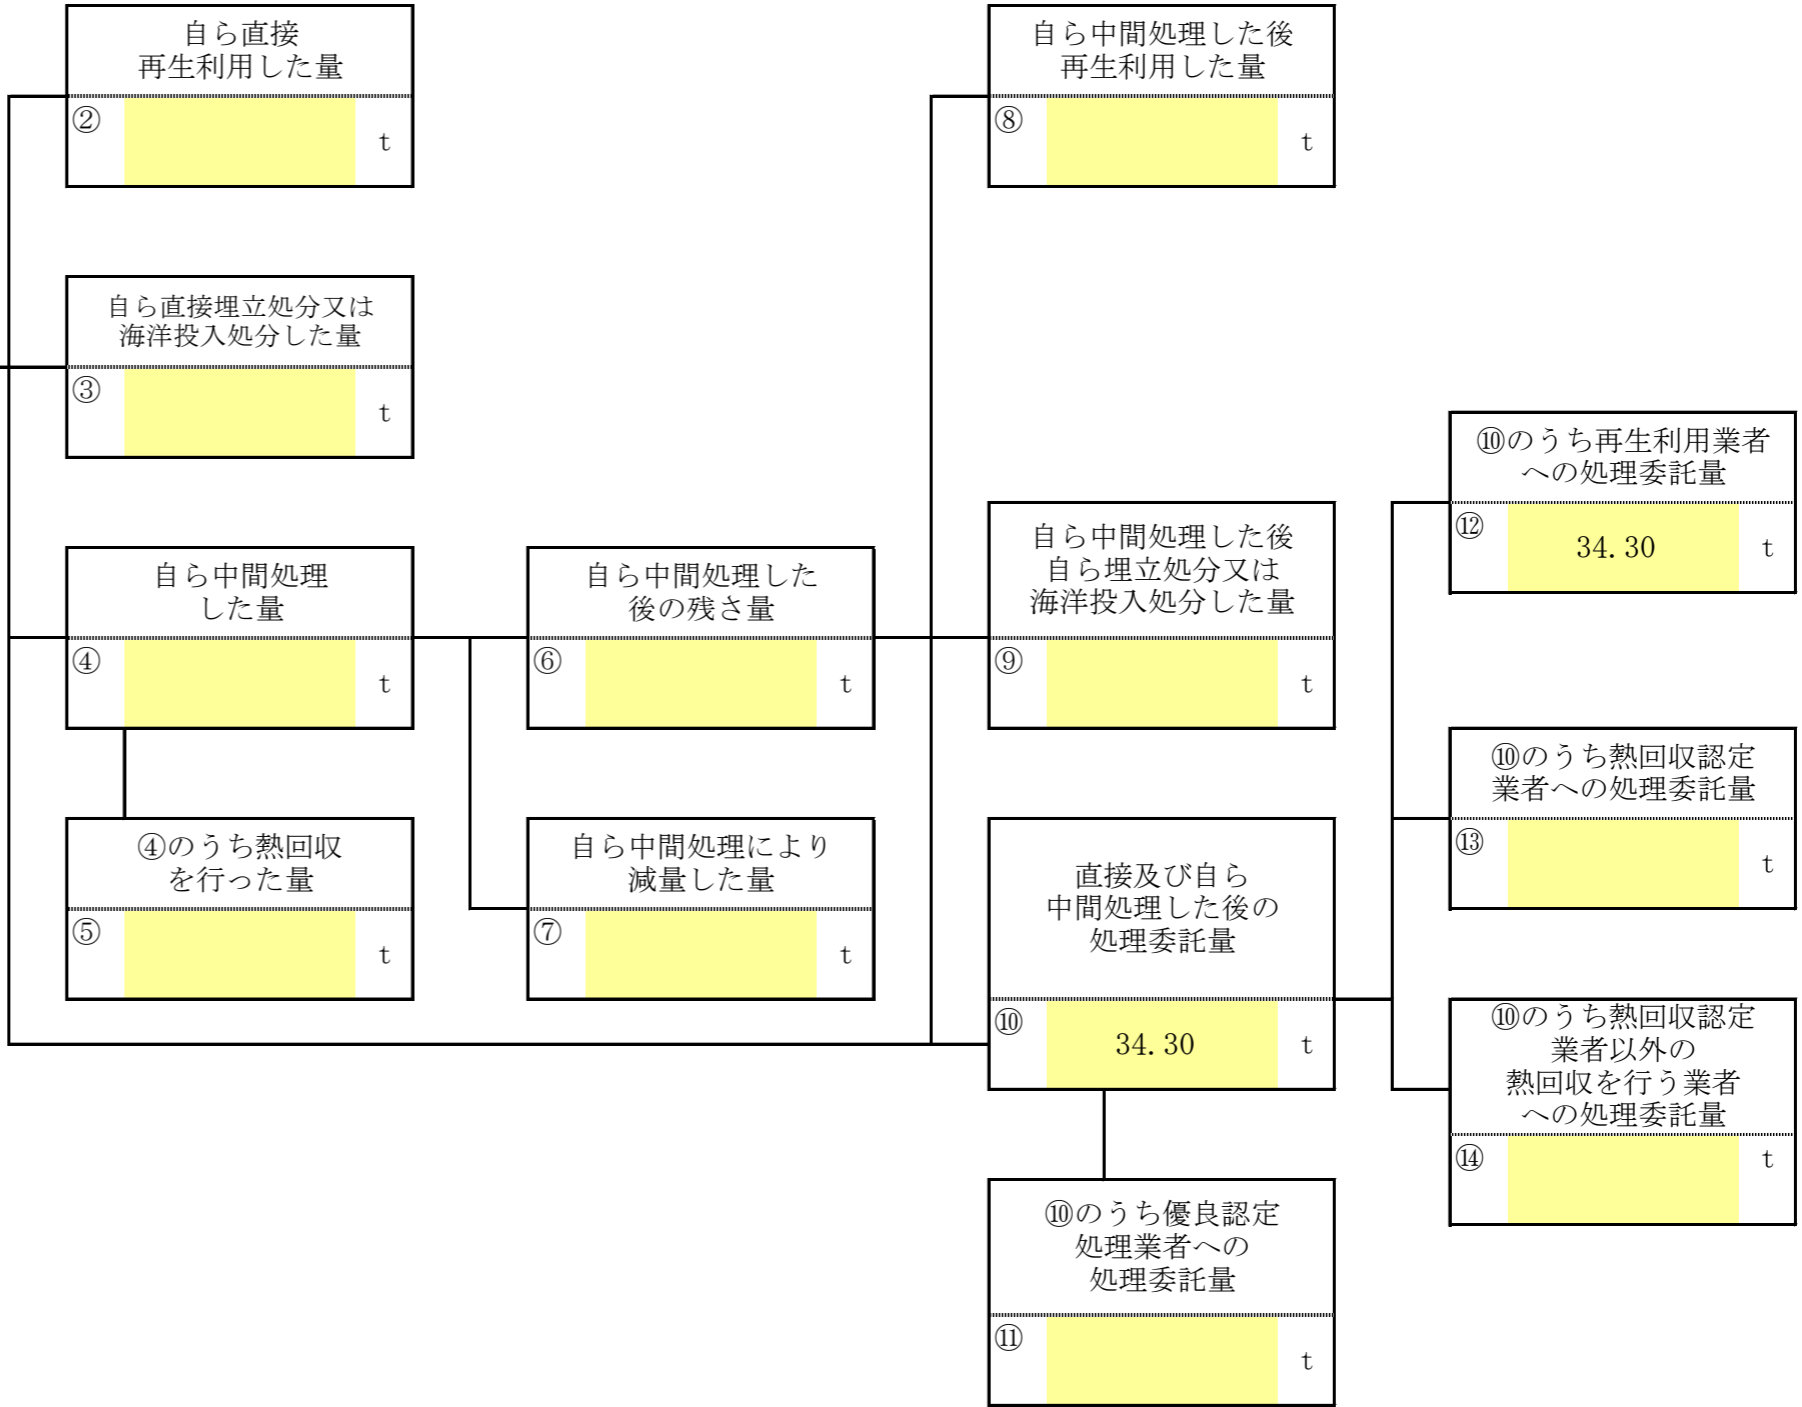 自ら直接
再生利用した量
②
t
自ら中間処理した後
再生利用した量
⑧
t
自ら直接埋立処分又は
海洋投入処分した量
③
t
⑩のうち再生利用業者
への処理委託量
⑫
34.30
t
自ら中間処理
した量
④
t
自ら中間処理した
後の残さ量
⑥
t
自ら中間処理した後
自ら埋立処分又は
海洋投入処分した量
⑨
t
⑩のうち熱回収認定
業者への処理委託量
⑬
t
④のうち熱回収
を行った量
⑤
t
自ら中間処理により
減量した量
⑦
t
直接及び自ら
中間処理した後の
処理委託量
⑩
34.30
t
⑩のうち熱回収認定
業者以外の
熱回収を行う業者
への処理委託量
⑭
t
⑩のうち優良認定
処理業者への
処理委託量
⑪
t